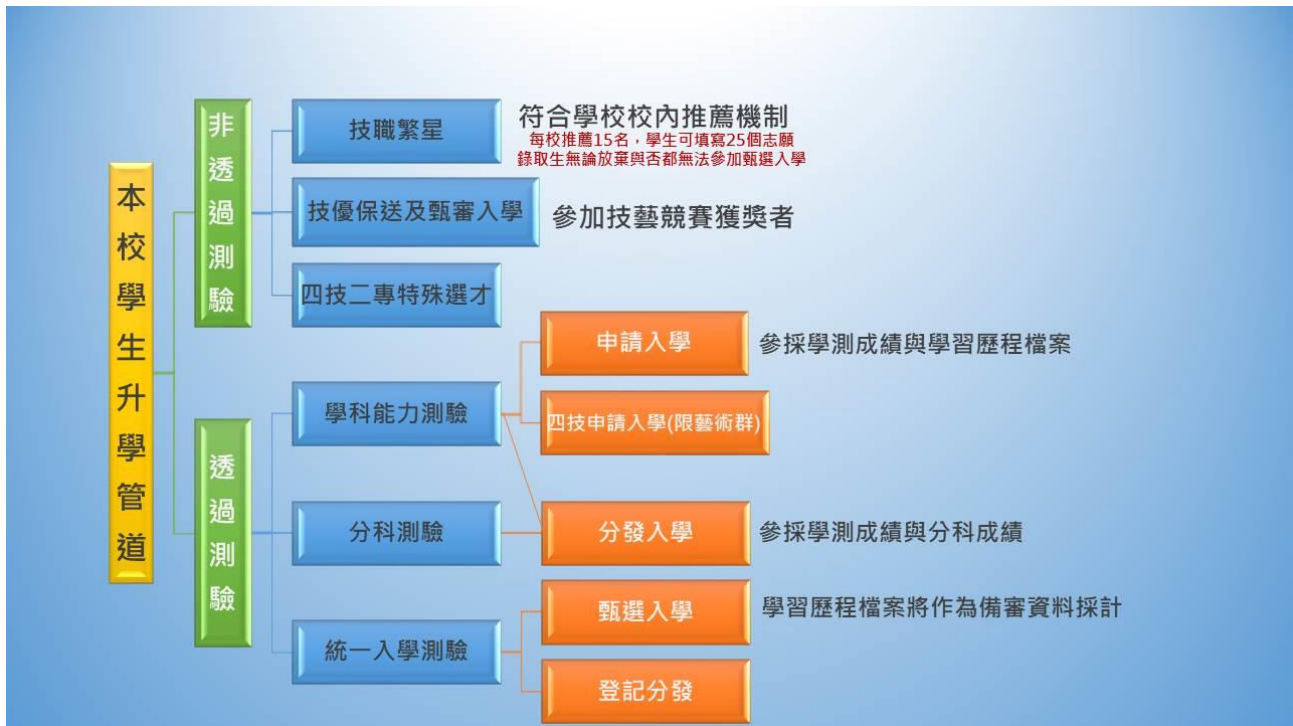 本校學生升學管道
非透過測驗
技職繁星
符合學校校內推薦機制
每校推薦15名，學生可填寫25個志願
錄取生無論放棄與否都無法參加甄選入學
技優保送及甄審入學
參加技藝競賽獲獎者
四技二專特殊選才
透過測驗
學科能力測驗
申請入學
參採學測成績與學習歷程檔案
四技申請入學(限藝術群)
分科測驗
分發入學
參採學測成績與分科成績
統一入學測驗
甄選入學
學習歷程檔案將作為備審資料採計
登記分發